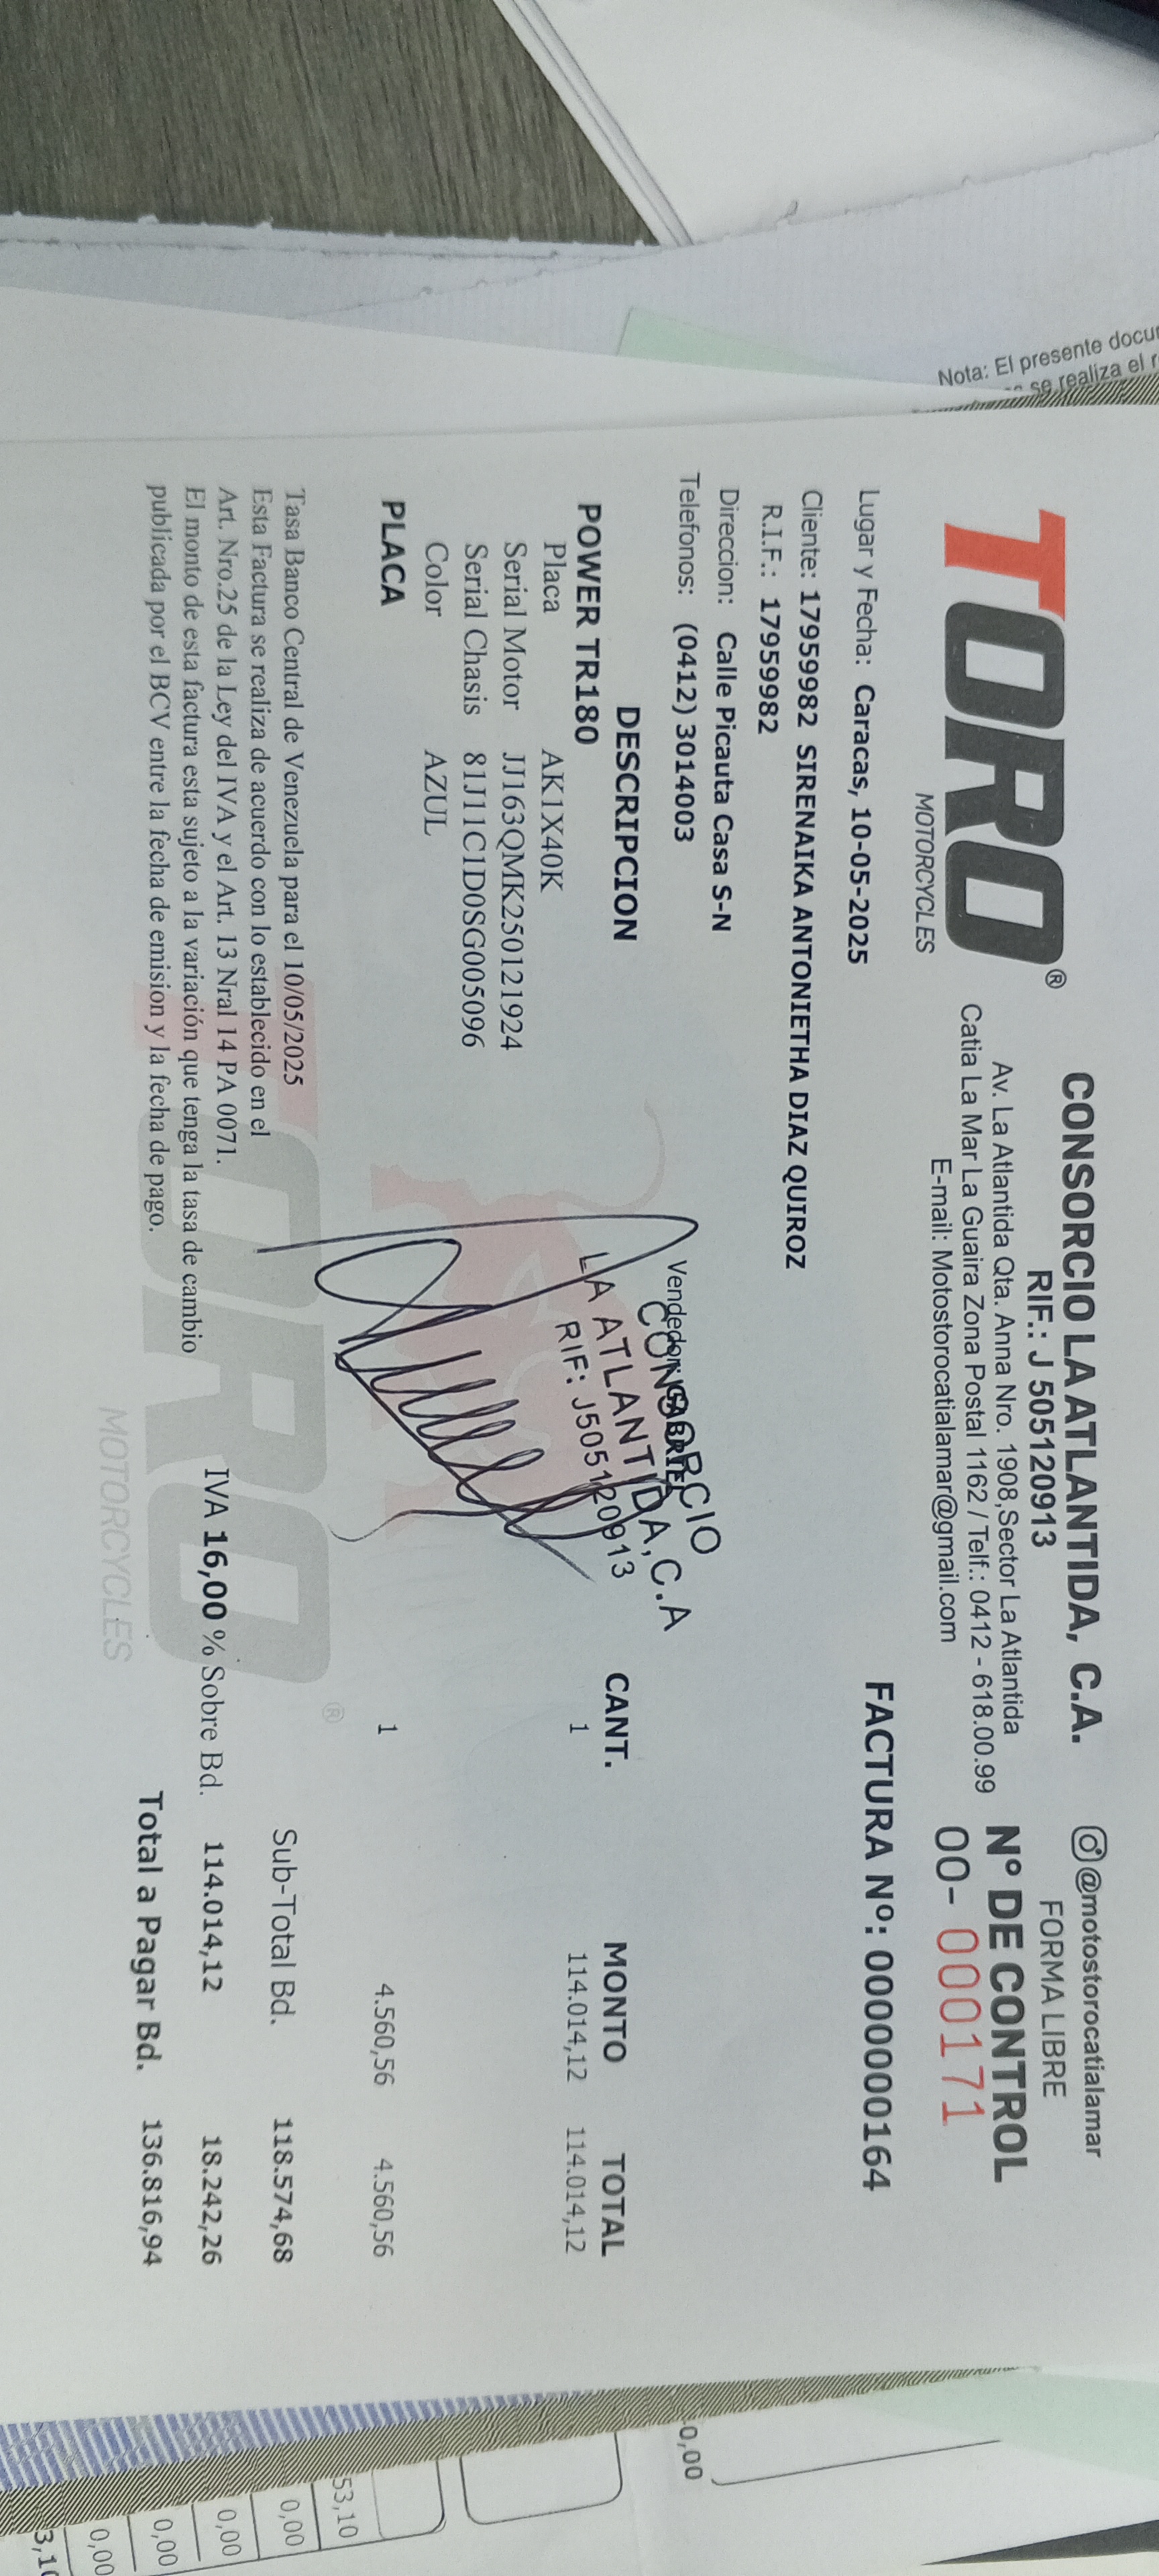 Nota: El presente
se realiza el
TORO®
MOTORCYCLES
CONSORCIO LA ATLANTIDA, C.A.
RIF.: J 505120913
Av. La Atlantida Qta. Anna Nro. 1908,Sector La Atlantida
Catia La Mar La Guaira Zona Postal 1162 / Telf.: 0412 - 618.00.99
E-mail: Motostorocatialamar@gmail.com
@motostorocatialamar
FORMA LIBRE
N° DE CONTROL
00- 000171
FACTURA Nº: 0000000164
Lugar y Fecha: Caracas, 10-05-2025
Cliente: 17959982 SIRENAIKA ANTONIETHA DIAZ QUIROZ
R.I.F.: 17959982
Direccion: Calle Picauta Casa S-N
Telefonos: (0412) 3014003
Vendedor: GABRIEL
CONSORCIO
LA ATLANTIDA, C.A
RIF: J505120913
DESCRIPCION CANT. MONTO TOTAL
POWER TR180 1 114.014,12 114.014,12
Placa AK1X40K
Serial Motor JJ163QMK250121924
Serial Chasis 81J11C1D0SG005096
Color AZUL
PLACA 1 4.560,56 4.560,56
Tasa Banco Central de Venezuela para el 10/05/2025
Esta Factura se realiza de acuerdo con lo establecido en el
Art. Nro.25 de la Ley del IVA y el Art. 13 Nral 14 PA 0071.
El monto de esta factura esta sujeto a la variación que tenga la tasa de cambio
publicada por el BCV entre la fecha de emision y la fecha de pago.
Sub-Total Bd. 118.574,68
IVA 16,00 % Sobre Bd. 114.014,12 18.242,26
Total a Pagar Bd. 136.816,94
TORO®
MOTORCYCLES
0,00
53,10
0,00
0,00
0,00
0,00